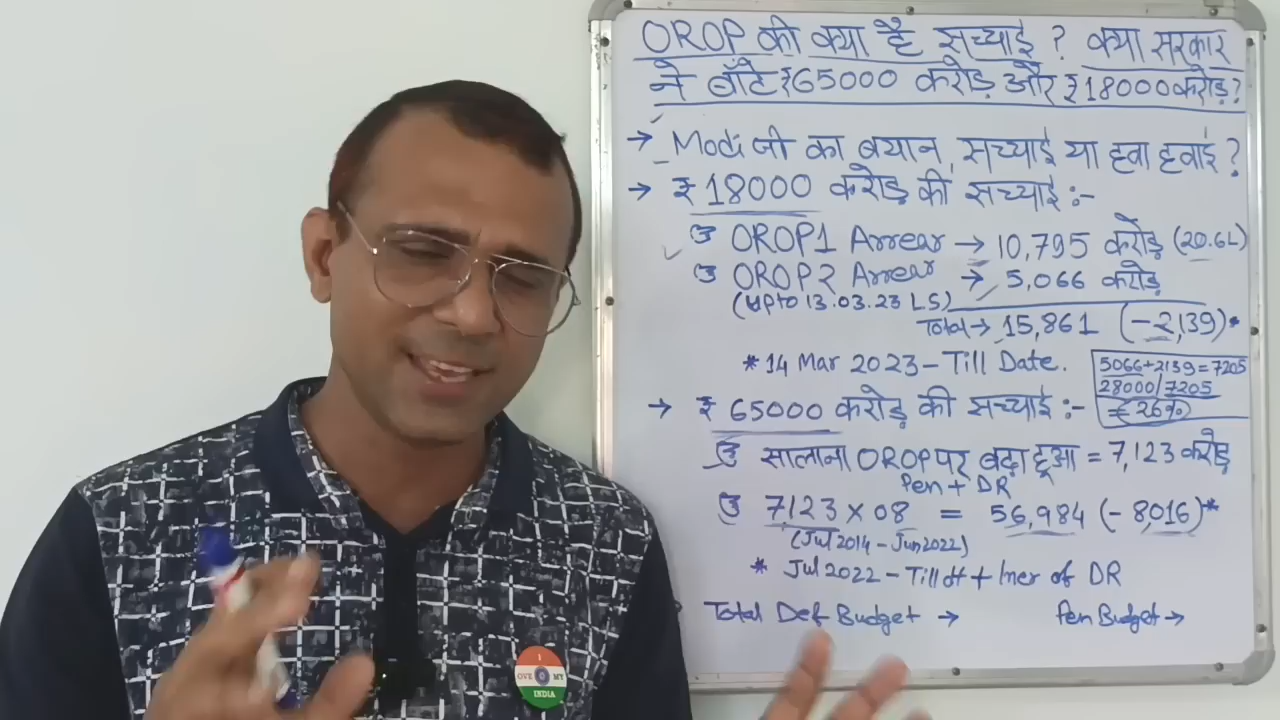 OROP की क्या है सच्चाई ? क्या सरकार
ने बाँटे ₹65000 करोड़ और ₹18000 करोड़ ?
→ Modi जी का बयान, सच्चाई या हवा हवाई ?
→ ₹ 18000 करोड़ की सच्चाई :-
OROP1 Arrear → 10,795 करोड़ (20.6L)
OROP2 Arrear → 5,066 करोड़
(Upto 13.03.23 LS)
Total → 15,861 (-2,139)*
* 14 Mar 2023 - Till Date.
5066+2139=7205
28000/7205
= 26%
→ ₹ 65000 करोड़ की सच्चाई :-
सालाना OROP पर बढ़ा हुआ = 7,123 करोड़
Pen + DR
7123 × 08 = 56,984 (-8,016)*
(Jul 2014 - Jun 2022)
* Jul 2022 - Till dt + Incr of DR
Total Def Budget → Pen Budget →
I
OVE MY
INDIA